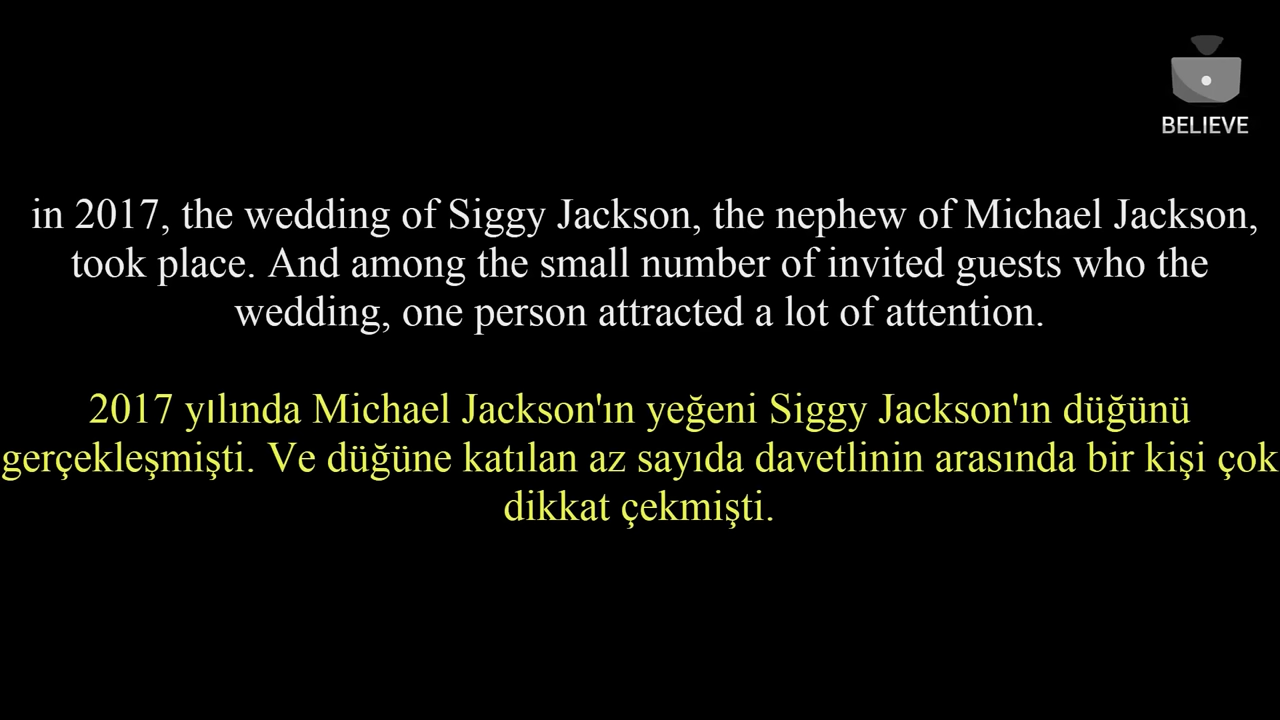 BELIEVE
in 2017, the wedding of Siggy Jackson, the nephew of Michael Jackson,
took place. And among the small number of invited guests who the
wedding, one person attracted a lot of attention.
2017 yılında Michael Jackson'ın yeğeni Siggy Jackson'ın düğünü
gerçekleşmişti. Ve düğüne katılan az sayıda davetlinin arasında bir kişi çok
dikkat çekmişti.